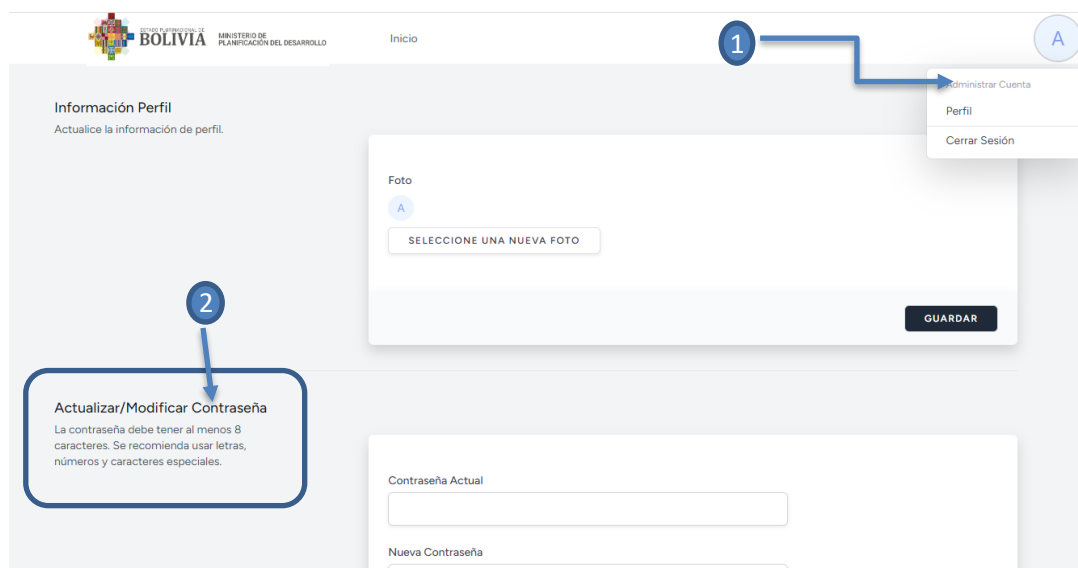 ESTADO PLURINACIONAL DE
BOLIVIA
MINISTERIO DE
PLANIFICACIÓN DEL DESARROLLO
Inicio
1
A
Administrar Cuenta
Perfil
Cerrar Sesión
Información Perfil
Actualice la información de perfil.
Foto
A
SELECCIONE UNA NUEVA FOTO
GUARDAR
2
Actualizar/Modificar Contraseña
La contraseña debe tener al menos 8
caracteres. Se recomienda usar letras,
números y caracteres especiales.
Contraseña Actual
Nueva Contraseña